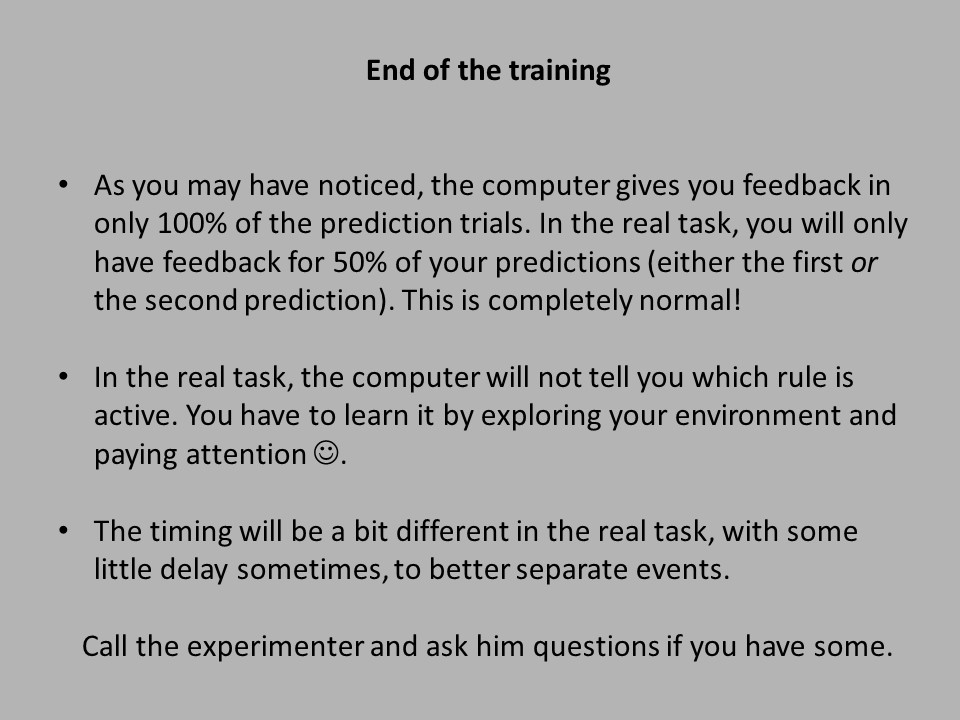 End of the training
• As you may have noticed, the computer gives you feedback in
only 100% of the prediction trials. In the real task, you will only
have feedback for 50% of your predictions (either the first or
the second prediction). This is completely normal!
• In the real task, the computer will not tell you which rule is
active. You have to learn it by exploring your environment and
paying attention ☺.
• The timing will be a bit different in the real task, with some
little delay sometimes, to better separate events.
Call the experimenter and ask him questions if you have some.